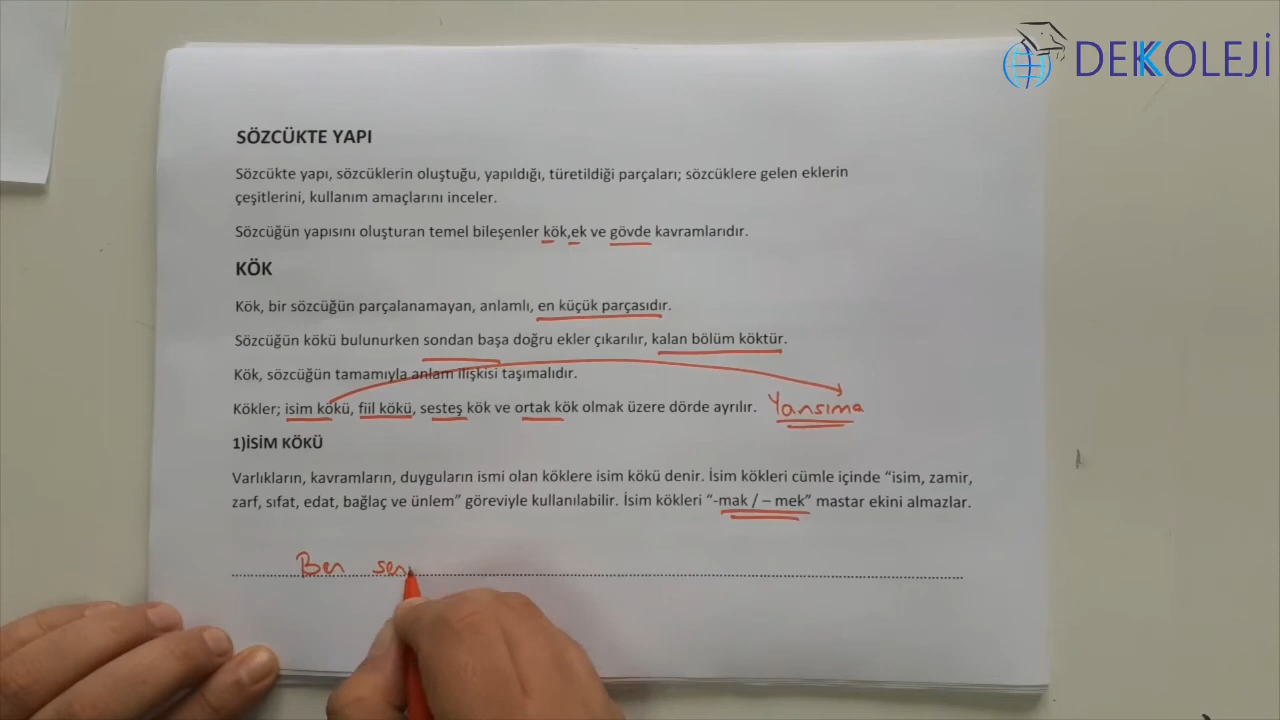 DEKKOLEJİ
SÖZCÜKTE YAPI
Sözcükte yapı, sözcüklerin oluştuğu, yapıldığı, türetildiği parçaları; sözcüklere gelen eklerin
çeşitlerini, kullanım amaçlarını inceler.
Sözcüğün yapısını oluşturan temel bileşenler kök,ek ve gövde kavramlarıdır.
KÖK
Kök, bir sözcüğün parçalanamayan, anlamlı, en küçük parçasıdır.
Sözcüğün kökü bulunurken sondan başa doğru ekler çıkarılır, kalan bölüm köktür.
Kök, sözcüğün tamamıyla anlam ilişkisi taşımalıdır.
Kökler; isim kökü, fiil kökü, sesteş kök ve ortak kök olmak üzere dörde ayrılır. Yansıma
1)İSİM KÖKÜ
Varlıkların, kavramların, duyguların ismi olan köklere isim kökü denir. İsim kökleri cümle içinde “isim, zamir,
zarf, sıfat, edat, bağlaç ve ünlem” göreviyle kullanılabilir. İsim kökleri “-mak / – mek” mastar ekini almazlar.
Ben sen